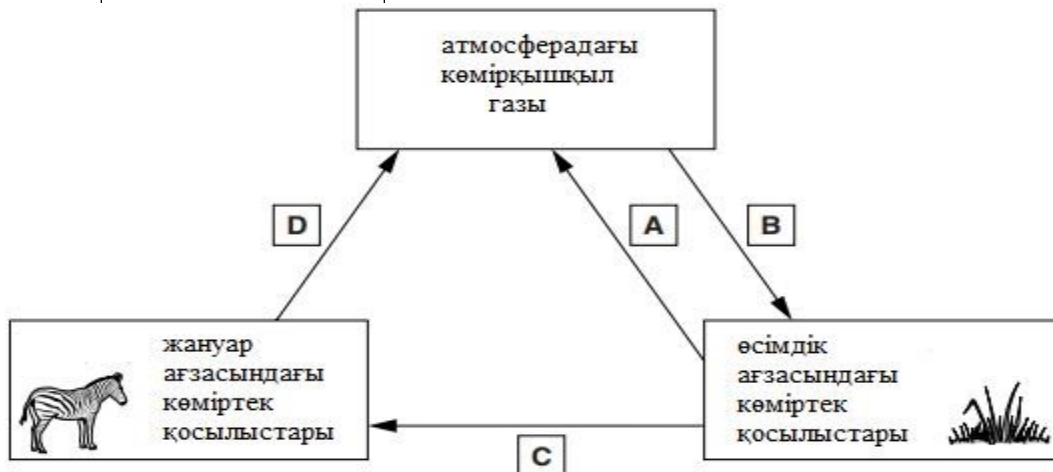 атмосферадағы
көмірқышқыл
газы
D
A
B
жануар
ағзасындағы
көміртек
қосылыстары
өсімдік
ағзасындағы
көміртек
қосылыстары
C